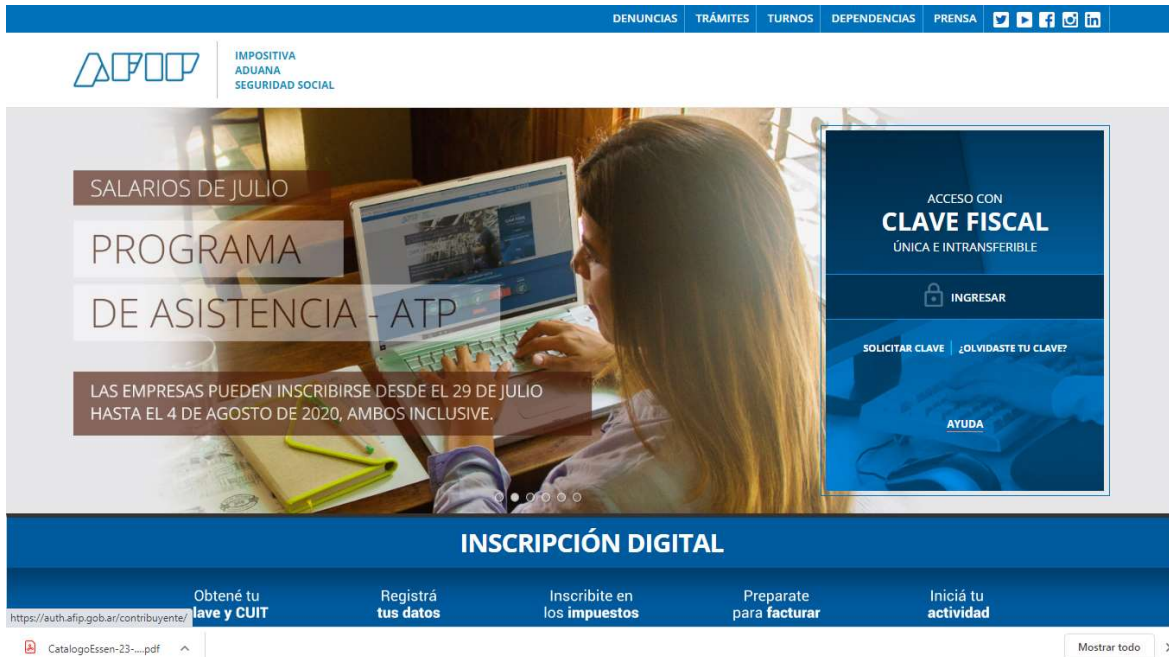 DENUNCIAS TRÁMITES TURNOS DEPENDENCIAS PRENSA
AFIP
IMPOSITIVA
ADUANA
SEGURIDAD SOCIAL
SALARIOS DE JULIO
PROGRAMA
DE ASISTENCIA - ATP
LAS EMPRESAS PUEDEN INSCRIBIRSE DESDE EL 29 DE JULIO
HASTA EL 4 DE AGOSTO DE 2020, AMBOS INCLUSIVE.
ACCESO CON
CLAVE FISCAL
ÚNICA E INTRANSFERIBLE
INGRESAR
SOLICITAR CLAVE ¿OLVIDASTE TU CLAVE?
AYUDA
INSCRIPCIÓN DIGITAL
Obtené tu
lave y CUIT
Registrá
tus datos
Inscribite en
los impuestos
Preparate
para facturar
Iniciá tu
actividad
https://auth.afip.gob.ar/contribuyente/
CatalogoEssen-23-....pdf
Mostrar todo